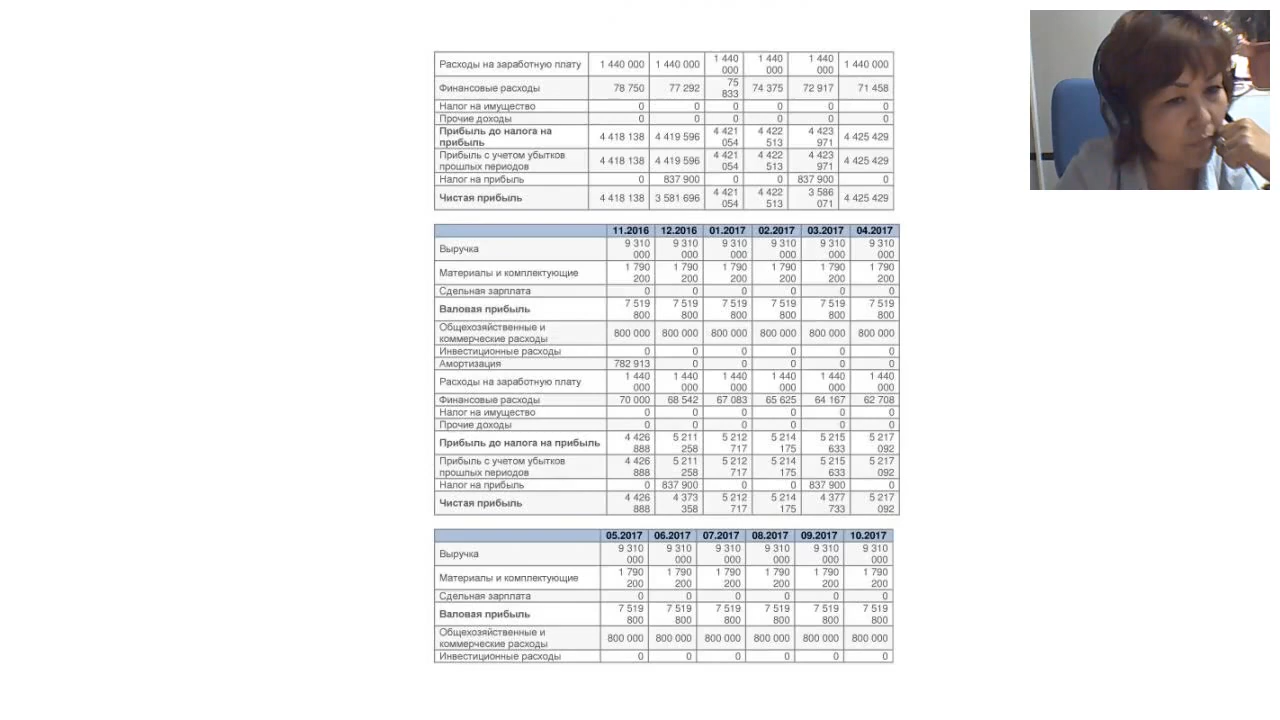 Расходы на заработную плату 1 440 000 1 440 000 1 440 000 1 440 000 1 440 000 1 440 000
Финансовые расходы 78 750 77 292 75 833 74 375 72 917 71 458
Налог на имущество 0 0 0 0 0 0
Прочие доходы 0 0 0 0 0 0
Прибыль до налога на прибыль 4 418 138 4 419 596 4 421 054 4 422 513 4 423 971 4 425 429
Прибыль с учетом убытков прошлых периодов 4 418 138 4 419 596 4 421 054 4 422 513 4 423 971 4 425 429
Налог на прибыль 0 837 900 0 0 837 900 0
Чистая прибыль 4 418 138 3 581 696 4 421 054 4 422 513 3 586 071 4 425 429
11.2016 12.2016 01.2017 02.2017 03.2017 04.2017
Выручка 9 310 000 9 310 000 9 310 000 9 310 000 9 310 000 9 310 000
Материалы и комплектующие 1 790 200 1 790 200 1 790 200 1 790 200 1 790 200 1 790 200
Сдельная зарплата 0 0 0 0 0 0
Валовая прибыль 7 519 800 7 519 800 7 519 800 7 519 800 7 519 800 7 519 800
Общехозяйственные и коммерческие расходы 800 000 800 000 800 000 800 000 800 000 800 000
Инвестиционные расходы 0 0 0 0 0 0
Амортизация 782 913 0 0 0 0 0
Расходы на заработную плату 1 440 000 1 440 000 1 440 000 1 440 000 1 440 000 1 440 000
Финансовые расходы 70 000 68 542 67 083 65 625 64 167 62 708
Налог на имущество 0 0 0 0 0 0
Прочие доходы 0 0 0 0 0 0
Прибыль до налога на прибыль 4 426 888 5 211 258 5 212 717 5 214 175 5 215 633 5 217 092
Прибыль с учетом убытков прошлых периодов 4 426 888 5 211 258 5 212 717 5 214 175 5 215 633 5 217 092
Налог на прибыль 0 837 900 0 0 837 900 0
Чистая прибыль 4 426 888 4 373 358 5 212 717 5 214 175 4 377 733 5 217 092
05.2017 06.2017 07.2017 08.2017 09.2017 10.2017
Выручка 9 310 000 9 310 000 9 310 000 9 310 000 9 310 000 9 310 000
Материалы и комплектующие 1 790 200 1 790 200 1 790 200 1 790 200 1 790 200 1 790 200
Сдельная зарплата 0 0 0 0 0 0
Валовая прибыль 7 519 800 7 519 800 7 519 800 7 519 800 7 519 800 7 519 800
Общехозяйственные и коммерческие расходы 800 000 800 000 800 000 800 000 800 000 800 000
Инвестиционные расходы 0 0 0 0 0 0